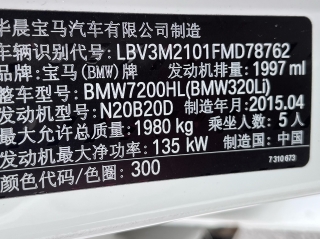 华晨宝马汽车有限公司制造
车辆识别代号: LBV3M2101FMD78762
品牌: 宝马(BMW)牌 发动机排量: 1997 ml
整车型号: BMW7200HL(BMW320Li)
发动机型号: N20B20D 制造年月: 2015.04
最大允许总质量: 1980 kg 乘坐人数: 5 人
发动机最大净功率: 135 kW 制造国: 中国
颜色代码/色圈: 300 7 310 673